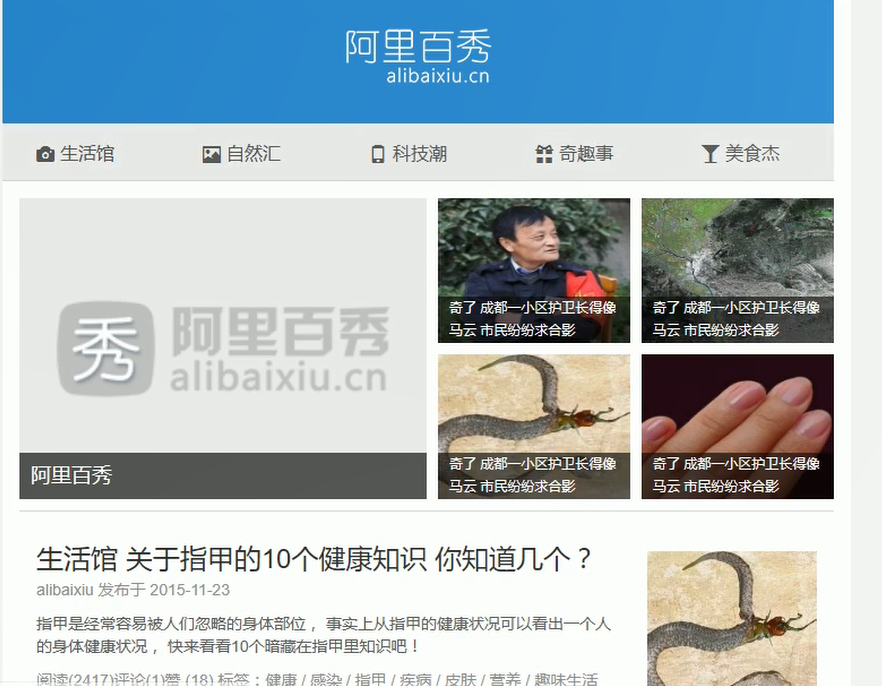 阿里百秀
alibaixiu.cn
生活馆 自然汇 科技潮 奇趣事 美食杰
秀 阿里百秀
alibaixiu.cn
阿里百秀
奇了 成都一小区护卫长得像
马云 市民纷纷求合影
奇了 成都一小区护卫长得像
马云 市民纷纷求合影
奇了 成都一小区护卫长得像
马云 市民纷纷求合影
奇了 成都一小区护卫长得像
马云 市民纷纷求合影
生活馆 关于指甲的10个健康知识 你知道几个？
alibaixiu 发布于 2015-11-23
指甲是经常容易被人们忽略的身体部位， 事实上从指甲的健康状况可以看出一个人
的身体健康状况， 快来看看10个暗藏在指甲里知识吧！
阅读(2417)评论(1)赞 (18) 标签：健康 / 感染 / 指甲 / 疾病 / 皮肤 / 营养 / 趣味生活